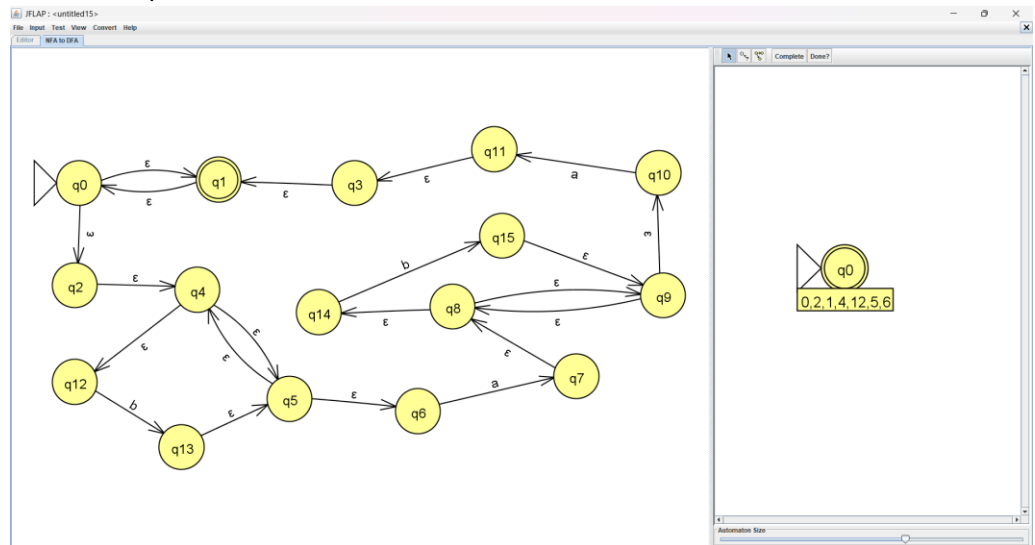 JFLAP : <untitled15>
File Input Test View Convert Help
Editor NFA to DFA
Complete Done?
q11
ε
a
q10
q0
ε
q1
ε
ε
q3
ε
ε
q15
b
ε
q2
ε
q4
q14
ε
q8
ε
ε
q9
ε
ε
ε
ε
q12
b
q13
ε
q5
ε
q6
a
q7
q0
0,2,1,4,12,5,6
Automaton Size